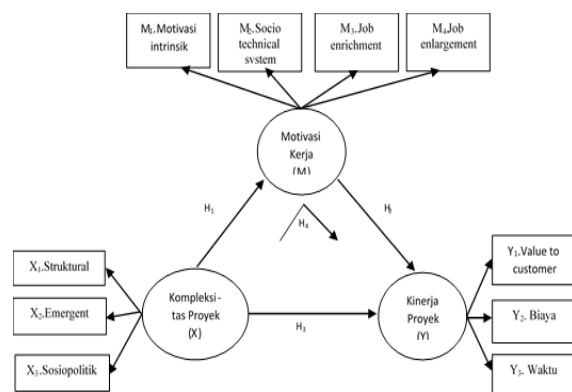 M1.Motivasi
intrinsik
M2.Socio
technical
system
M3.Job
enrichment
M4.Job
enlargement
Motivasi
Kerja
(M)
H1
H4
X1.Struktural
X2.Emergent
X3.Sosiopolitik
Kompleksi-
tas Proyek
(X)
H3
Kinerja
Proyek
(Y)
Y1.Value to
customer
Y2. Biaya
Y3. Waktu